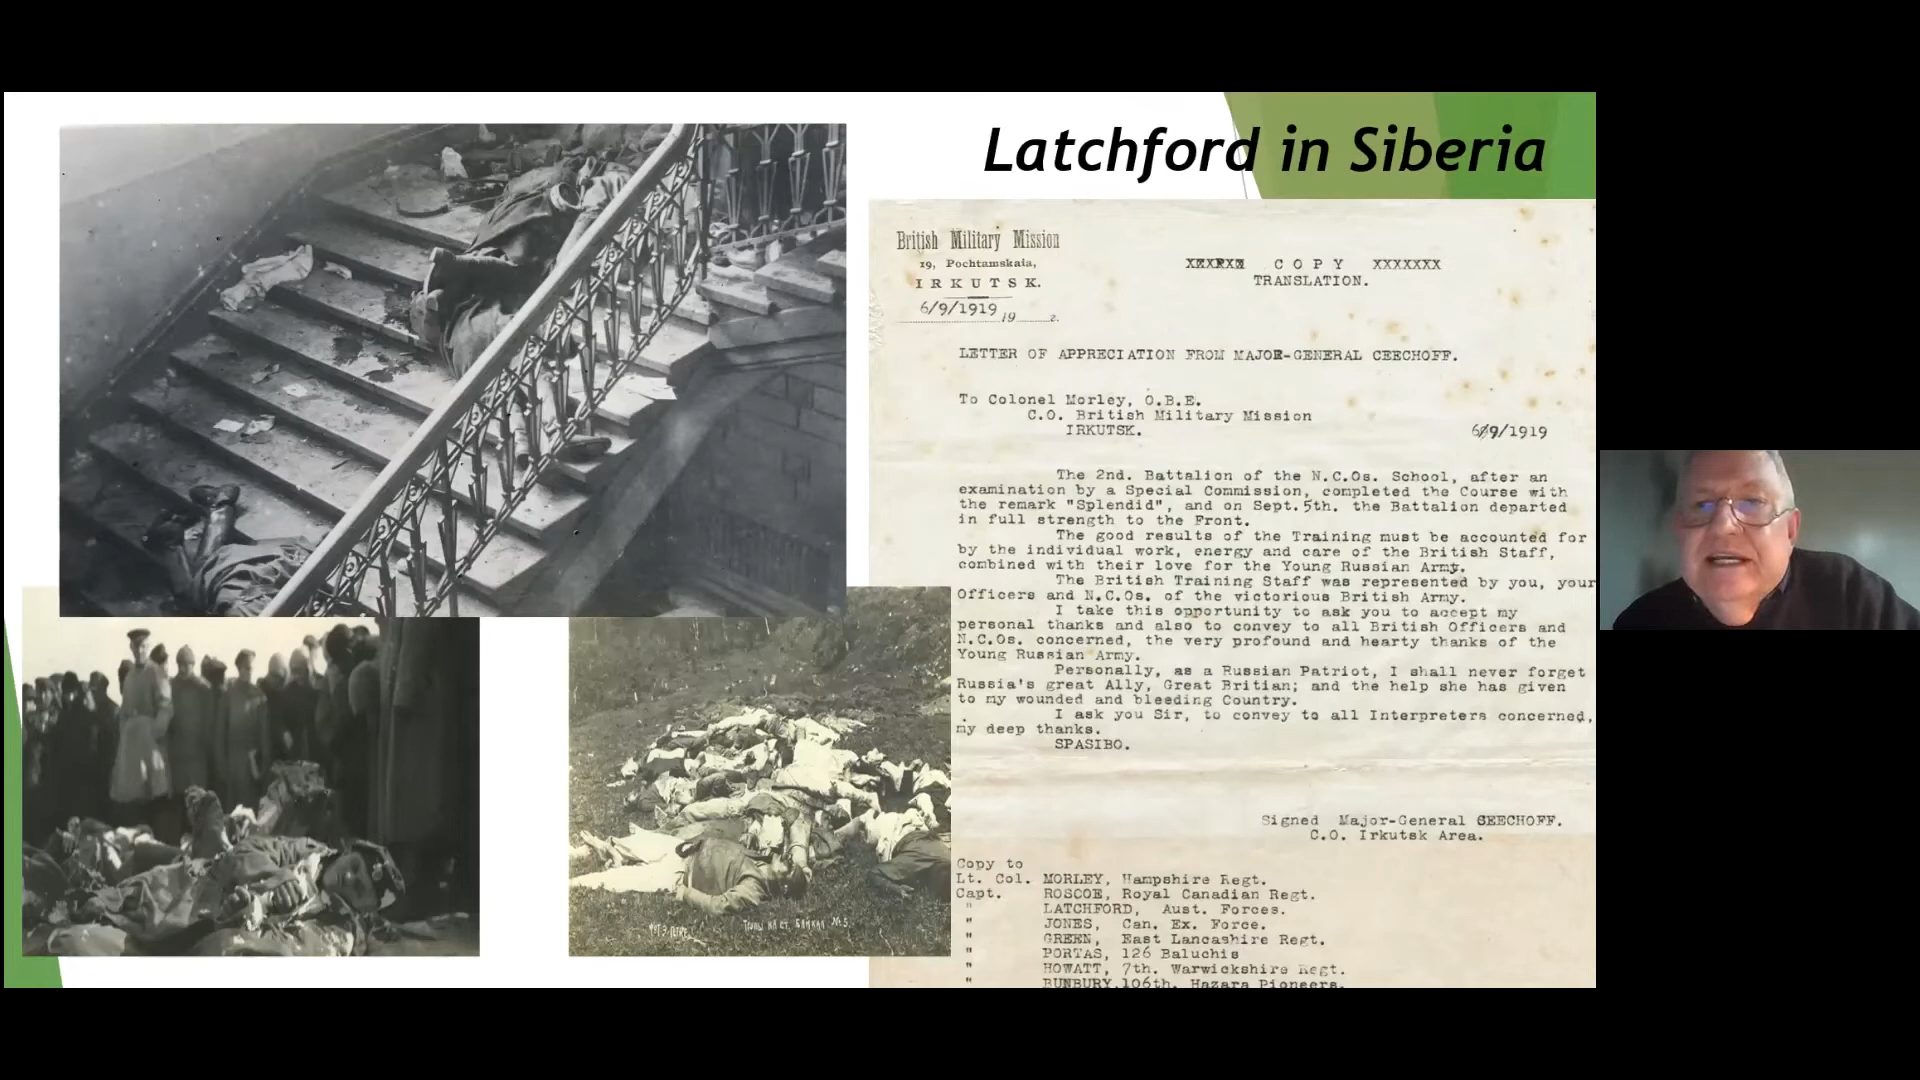 Latchford in Siberia
British Military Mission
19, Pochtamskaia,
IRKUTSK.
6/9/1919
19 г.
COPY XXXXXXX
TRANSLATION.
LETTER OF APPRECIATION FROM MAJOR-GENERAL CEECHOFF.
To Colonel Morley, O.B.E.
C.O. British Military Mission
IRKUTSK.
6/9/1919
The 2nd. Battalion of the N.C.Os. School, after an
examination by a Special Commission, completed the Course with
the remark "Splendid", and on Sept.5th. the Battalion departed
in full strength to the Front.
The good results of the Training must be accounted for
by the individual work, energy and care of the British Staff,
combined with their love for the Young Russian Army.
The British Training Staff was represented by you, your
Officers and N.C.Os. of the victorious British Army.
I take this opportunity to ask you to accept my
personal thanks and also to convey to all British Officers and
N.C.Os. concerned, the very profound and hearty thanks of the
Young Russian Army.
Personally, as a Russian Patriot, I shall never forget
Russia's great Ally, Great Britian; and the help she has given
to my wounded and bleeding Country.
I ask you Sir, to convey to all Interpreters concerned,
my deep thanks.
SPASIBO.
Signed Major-General CEECHOFF.
C.O. Irkutsk Area.
Copy to
Lt. Col. MORLEY, Hampshire Regt.
Capt. ROSCOE, Royal Canadian Regt.
" LATCHFORD, Aust. Forces.
" JONES, Can. Ex. Force.
" GREEN, East Lancashire Regt.
" PORTAS, 126 Baluchis
" HOWATT, 7th. Warwickshire Regt.
" BUNBURY,106th. Hazara Pioneers.
ТРУПЫ НА СТ. БАЙКАЛ №3.